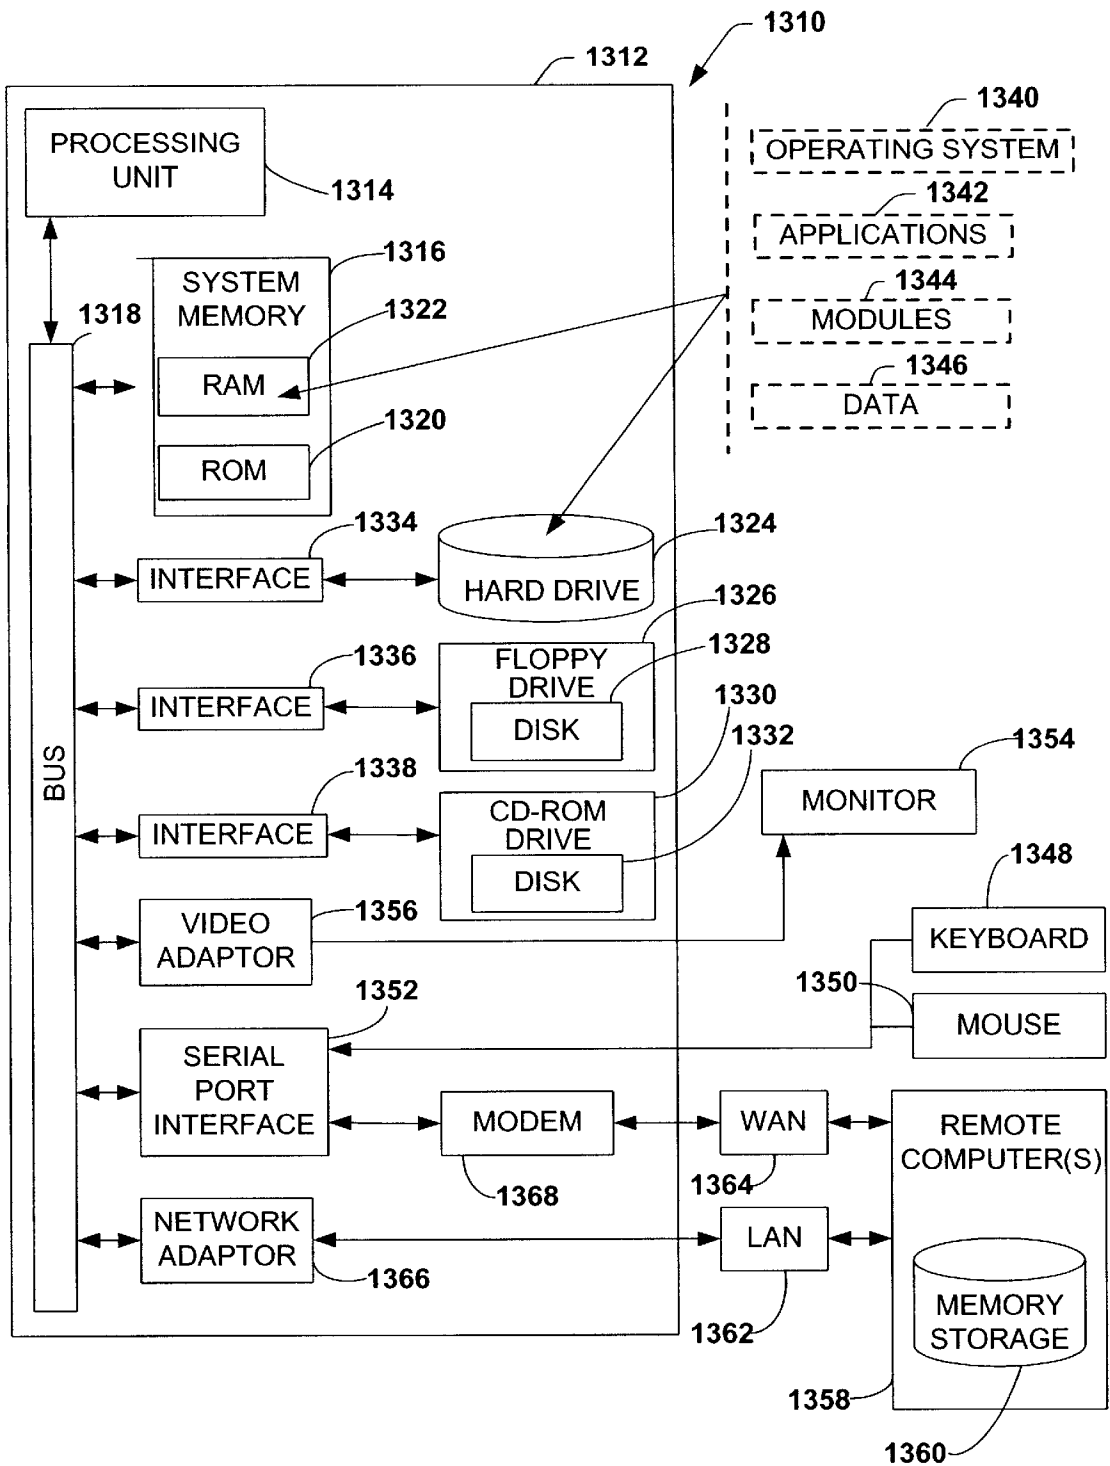 1310
1312
PROCESSING
UNIT
1314
1340
OPERATING SYSTEM
1342
APPLICATIONS
1344
MODULES
1346
DATA
1316
SYSTEM
MEMORY
1318
1322
RAM
1320
ROM
1334
INTERFACE
1324
HARD DRIVE
1326
1336
INTERFACE
FLOPPY
DRIVE
1328
DISK
1330
1332
1338
INTERFACE
CD-ROM
DRIVE
DISK
BUS
1354
MONITOR
1356
VIDEO
ADAPTOR
1348
KEYBOARD
1350
MOUSE
1352
SERIAL
PORT
INTERFACE
MODEM
1368
WAN
1364
REMOTE
COMPUTER(S)
NETWORK
ADAPTOR
1366
LAN
1362
MEMORY
STORAGE
1358
1360